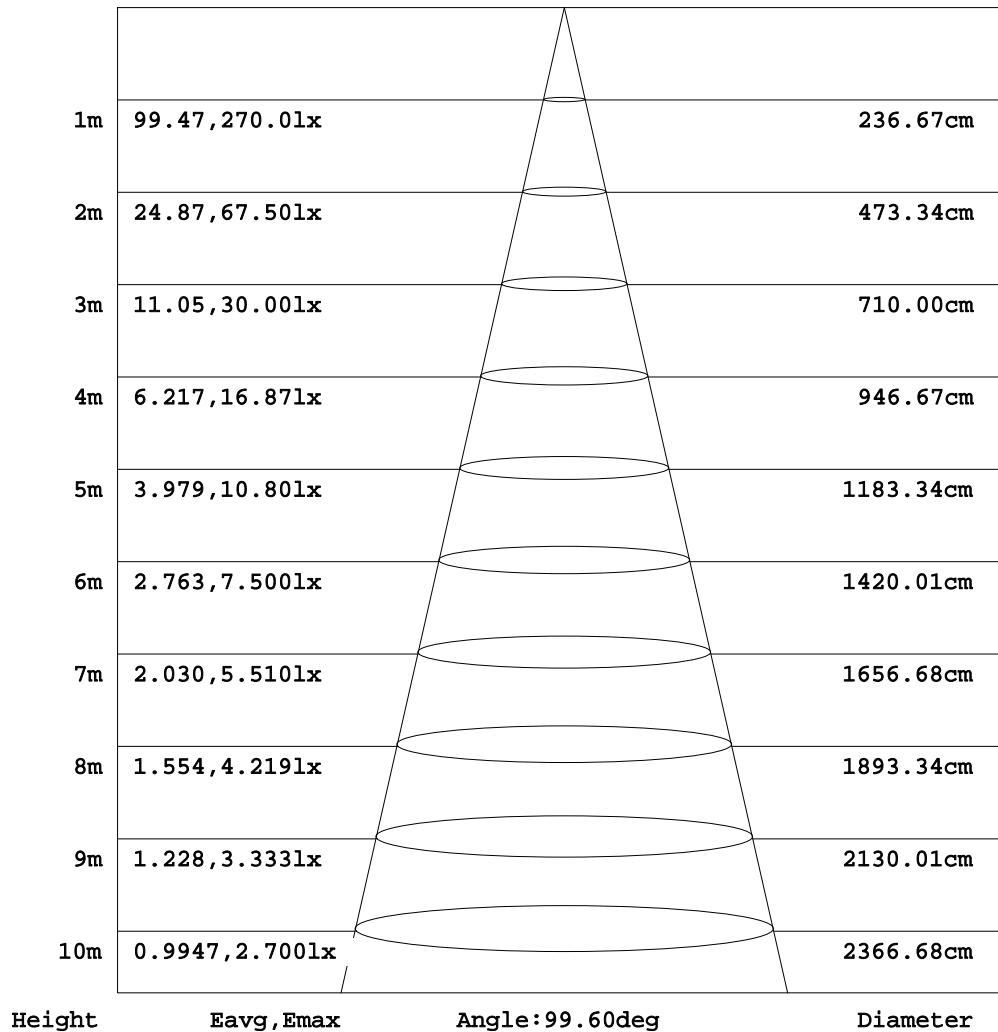 1m 99.47,270.0lx 236.67cm
2m 24.87,67.50lx 473.34cm
3m 11.05,30.00lx 710.00cm
4m 6.217,16.87lx 946.67cm
5m 3.979,10.80lx 1183.34cm
6m 2.763,7.500lx 1420.01cm
7m 2.030,5.510lx 1656.68cm
8m 1.554,4.219lx 1893.34cm
9m 1.228,3.333lx 2130.01cm
10m 0.9947,2.700lx 2366.68cm
Height Eavg,Emax Angle:99.60deg Diameter